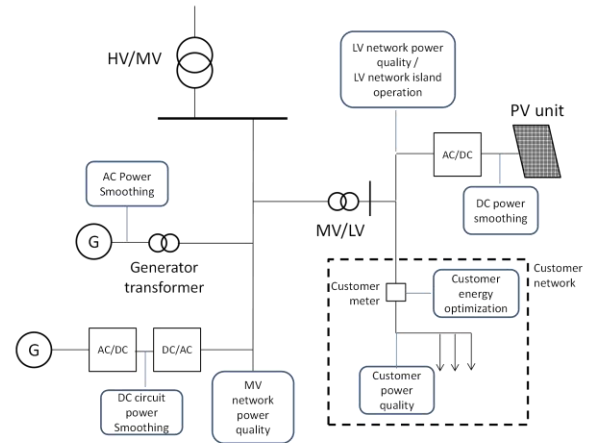 HV/MV
LV network power
quality /
LV network island
operation
PV unit
AC/DC
DC power
smoothing
AC Power
Smoothing
G
Generator
transformer
MV/LV
Customer
network
Customer
meter
Customer
energy
optimization
G
AC/DC
DC/AC
DC circuit
power
Smoothing
MV
network
power
quality
Customer
power
quality